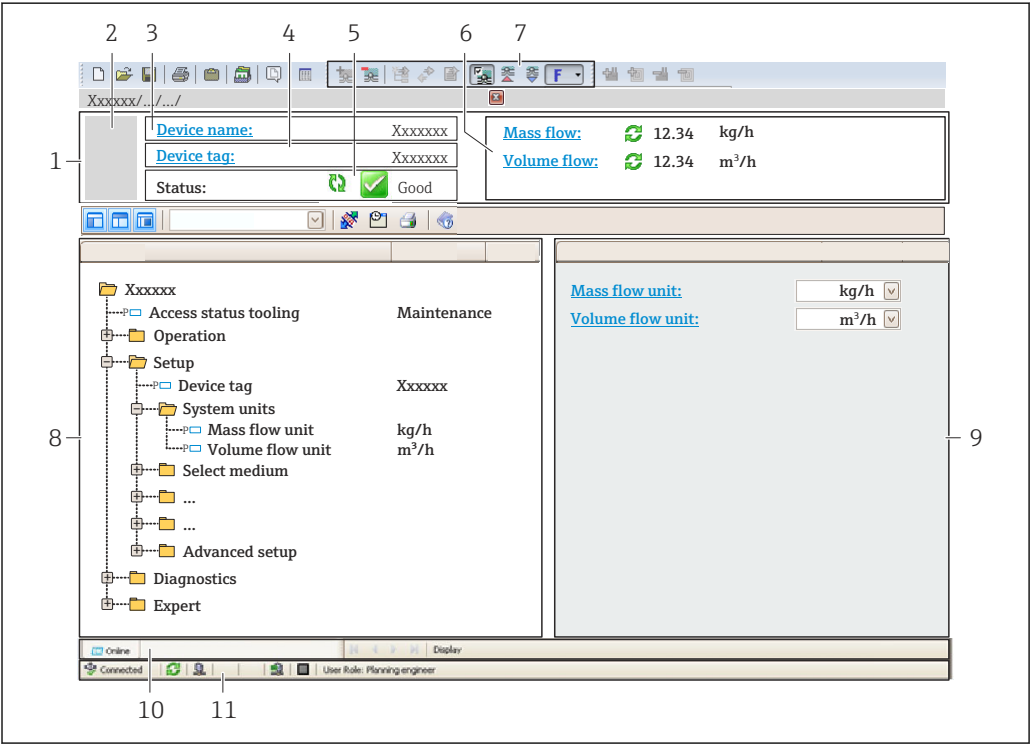 2 3 4 5 6 7
F
Xxxxxx/.../.../
1
Device name: Xxxxxxx
Device tag: Xxxxxxx
Status: Good
Mass flow: 12.34 kg/h
Volume flow: 12.34 m³/h
Xxxxxx
P Access status tooling Maintenance
Operation
Setup
P Device tag Xxxxxx
System units
P Mass flow unit kg/h
P Volume flow unit m³/h
Select medium
...
...
Advanced setup
Diagnostics
Expert
8
Mass flow unit: kg/h
Volume flow unit: m³/h
9
Online Display
Connected User Role: Planning engineer
10 11